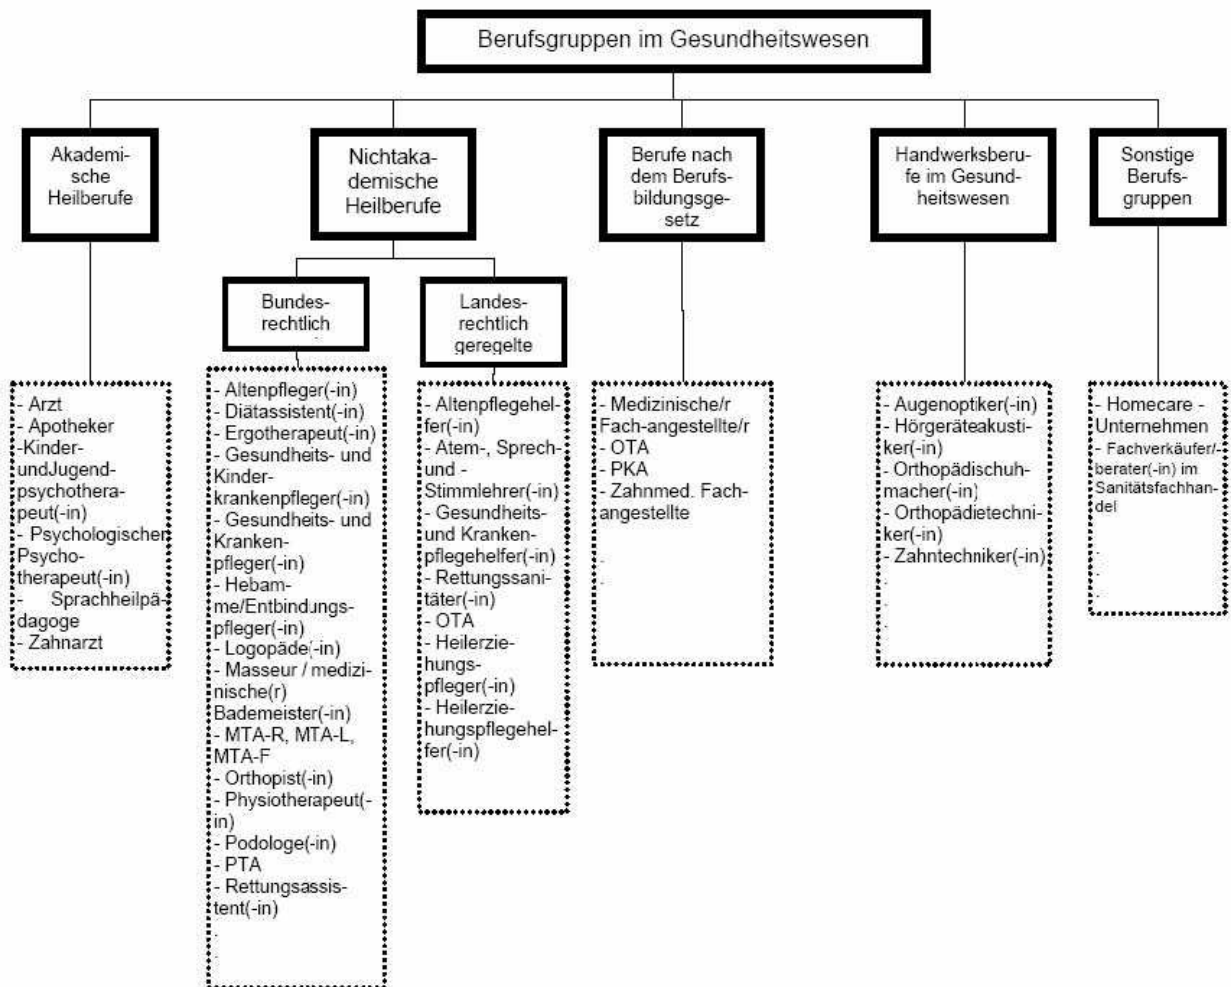 Berufsgruppen im Gesundheitswesen
Akademi-
sche
Heilberufe
Nichtaka-
demische
Heilberufe
Berufe nach
dem Berufs-
bildungsge-
setz
Handwerksberu-
fe im Gesund-
heitswesen
Sonstige
Berufs-
gruppen
Bundes-
rechtlich
Landes-
rechtlich
geregelte
- Arzt
- Apotheker
-Kinder-
undJugend-
psychothera-
peut(-in)
- Psychologischer
Psycho-
therapeut(-in)
- Sprachheilpä-
dagoge
- Zahnarzt
- Altenpfleger(-in)
- Diätassistent(-in)
- Ergotherapeut(-in)
- Gesundheits- und
Kinder-
krankenpfleger(-in)
- Gesundheits- und
Kranken-
pfleger(-in)
- Hebam-
me/Entbindungs-
pfleger(-in)
- Logopäde(-in)
- Masseur / medizi-
nische(r)
Bademeister(-in)
- MTA-R, MTA-L,
MTA-F
- Orthopist(-in)
- Physiotherapeut(-
in)
- Podologe(-in)
- PTA
- Rettungsassis-
tent(-in)
.
.
- Altenpflegehel-
fer(-in)
- Atem-, Sprech-
und -
Stimmlehrer(-in)
- Gesundheits-
und Kranken-
pflegehelfer(-in)
- Rettungssani-
täter(-in)
- OTA
- Heilerzie-
hungs-
pfleger(-in)
- Heilerzie-
hungspflegehel-
fer(-in)
- Medizinische/r
Fach-angestellte/r
- OTA
- PKA
- Zahnmed. Fach-
angestellte
.
.
- Augenoptiker(-in)
- Hörgeräteakusti-
ker(-in)
- Orthopädischuh-
macher(-in)
- Orthopädietechni-
ker(-in)
- Zahntechniker(-in)
.
.
.
- Homecare -
Unternehmen
- Fachverkäufer/-
berater(-in) im
Sanitätsfachhan-
del
.
.
.